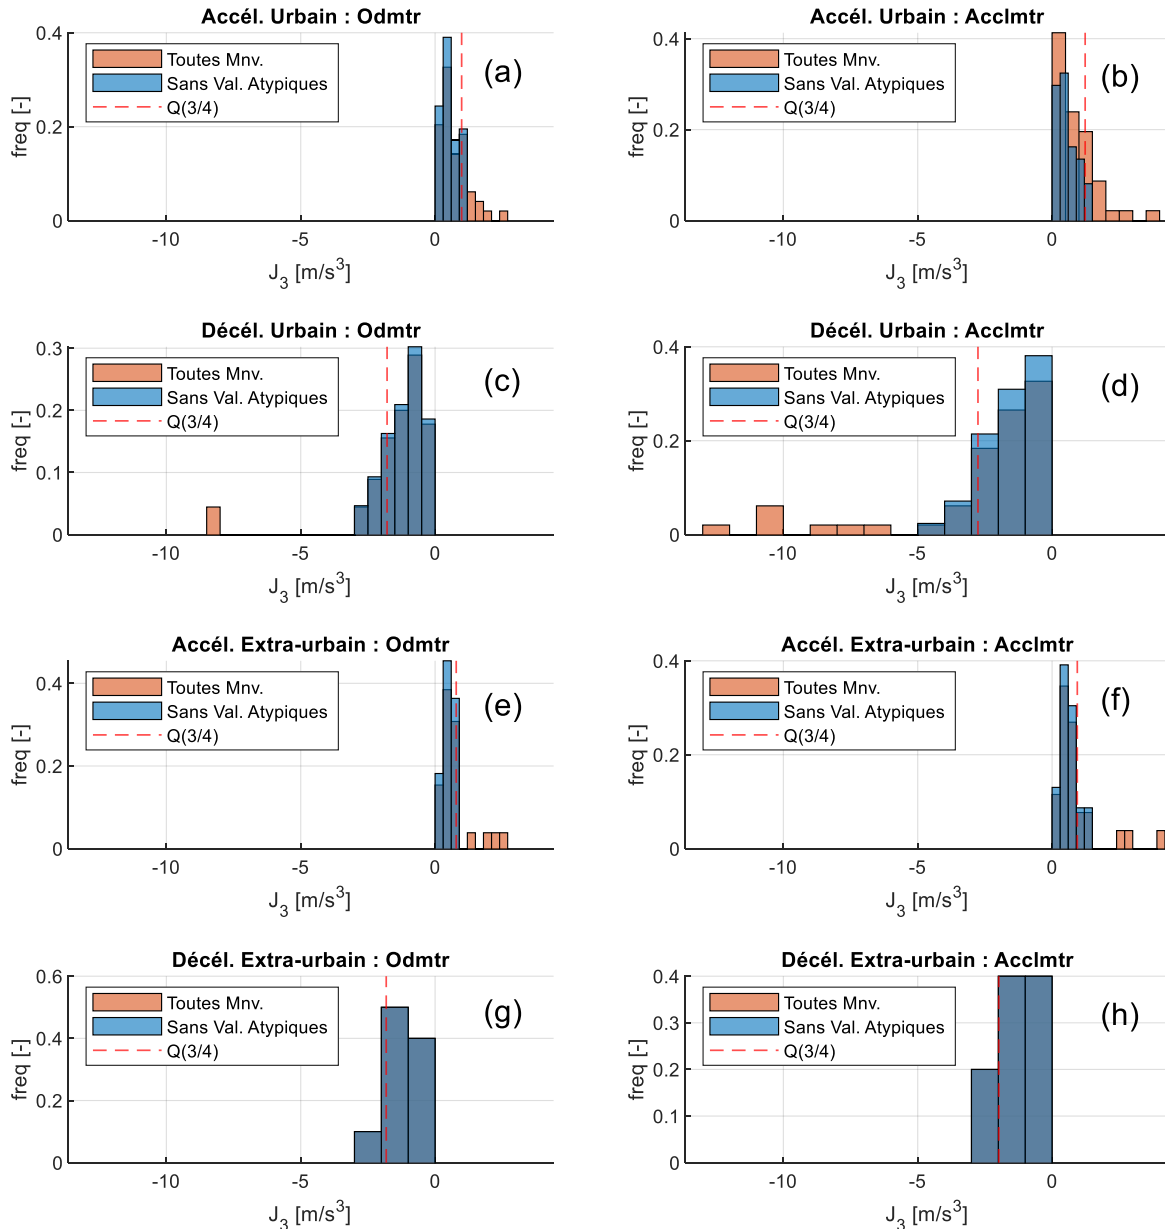 Accél. Urbain : Odmtr
0.4
0.2
0
freq [-]
Toutes Mnv.
Sans Val. Atypiques
Q(3/4)
(a)
-10
-5
0
J3 [m/s3]
Accél. Urbain : Acclmtr
0.4
0.2
0
freq [-]
Toutes Mnv.
Sans Val. Atypiques
Q(3/4)
(b)
-10
-5
0
J3 [m/s3]
Décél. Urbain : Odmtr
0.3
0.2
0.1
0
freq [-]
Toutes Mnv.
Sans Val. Atypiques
Q(3/4)
(c)
-10
-5
0
J3 [m/s3]
Décél. Urbain : Acclmtr
0.4
0.2
0
freq [-]
Toutes Mnv.
Sans Val. Atypiques
Q(3/4)
(d)
-10
-5
0
J3 [m/s3]
Accél. Extra-urbain : Odmtr
0.4
0.2
0
freq [-]
Toutes Mnv.
Sans Val. Atypiques
Q(3/4)
(e)
-10
-5
0
J3 [m/s3]
Accél. Extra-urbain : Acclmtr
0.4
0.2
0
freq [-]
Toutes Mnv.
Sans Val. Atypiques
Q(3/4)
(f)
-10
-5
0
J3 [m/s3]
Décél. Extra-urbain : Odmtr
0.6
0.4
0.2
0
freq [-]
Toutes Mnv.
Sans Val. Atypiques
Q(3/4)
(g)
-10
-5
0
J3 [m/s3]
Décél. Extra-urbain : Acclmtr
0.4
0.3
0.2
0.1
0
freq [-]
Toutes Mnv.
Sans Val. Atypiques
Q(3/4)
(h)
-10
-5
0
J3 [m/s3]